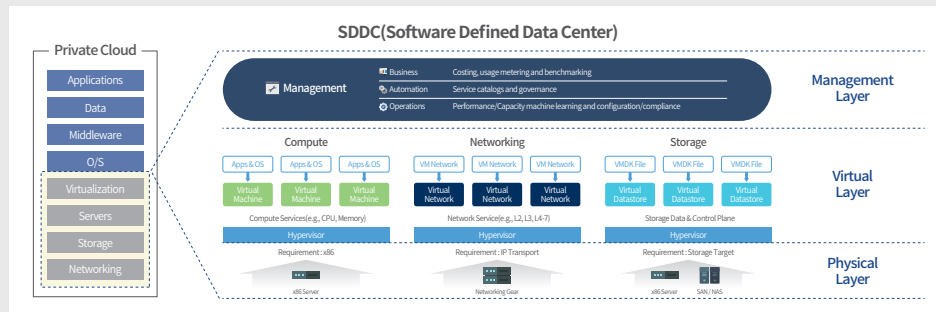 SDDC(Software Defined Data Center)
Private Cloud
Applications
Data
Middleware
O/S
Virtualization
Servers
Storage
Networking
Management
Business
Costing, usage metering and benchmarking
Automation
Service catalogs and governance
Operations
Performance/Capacity machine learning and configuration/compliance
Management
Layer
Compute
Networking
Storage
Apps & OS
Apps & OS
Apps & OS
VM Network
VM Network
VM Network
VMDK File
VMDK File
VMDK File
Virtual
Machine
Virtual
Machine
Virtual
Machine
Virtual
Network
Virtual
Network
Virtual
Network
Virtual
Datastore
Virtual
Datastore
Virtual
Datastore
Compute Services(e.g., CPU, Memory)
Network Service(e.g., L2, L3, L4-7)
Storage Data & Control Plane
Hypervisor
Hypervisor
Hypervisor
Virtual
Layer
Requirement : x86
Requirement : IP Transport
Requirement : Storage Target
x86 Server
Networking Gear
x86 Server
SAN / NAS
Physical
Layer